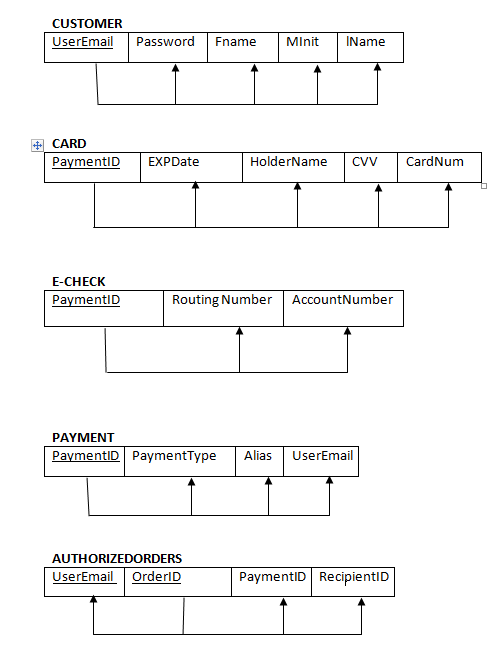 CUSTOMER
UserEmail Password Fname MInit lName
CARD
PaymentID EXPDate HolderName CVV CardNum
E-CHECK
PaymentID Routing Number AccountNumber
PAYMENT
PaymentID PaymentType Alias UserEmail
AUTHORIZEDORDERS
UserEmail OrderID PaymentID RecipientID